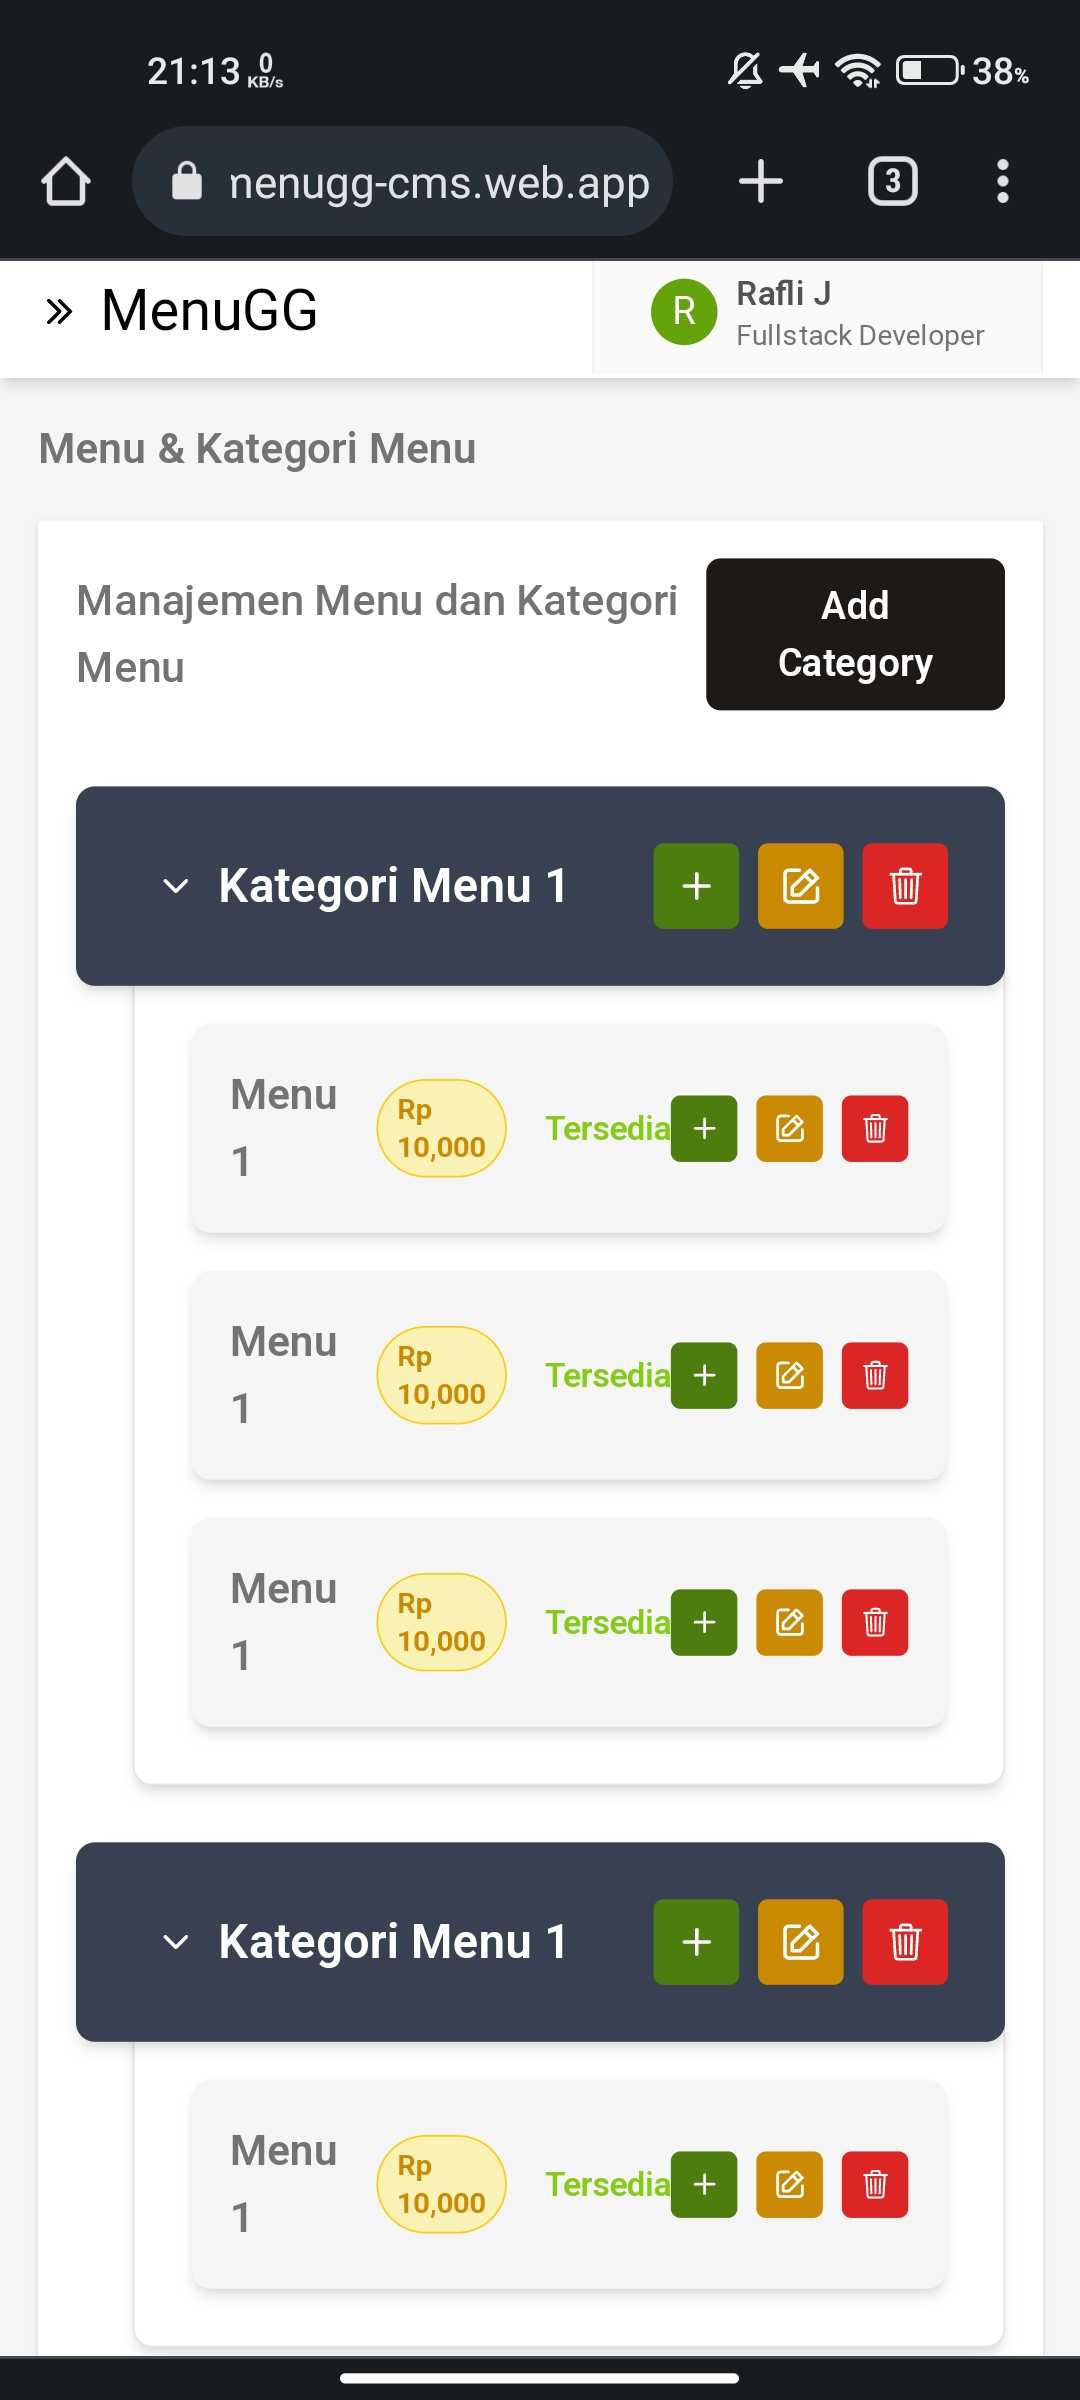 21:13 0 KB/s 38%
nenugg-cms.web.app 3
MenuGG
R
Rafli J
Fullstack Developer
Menu & Kategori Menu
Manajemen Menu dan Kategori
Menu
Add
Category
Kategori Menu 1
Menu
1
Rp
10,000
Tersedia
Menu
1
Rp
10,000
Tersedia
Menu
1
Rp
10,000
Tersedia
Kategori Menu 1
Menu
1
Rp
10,000
Tersedia